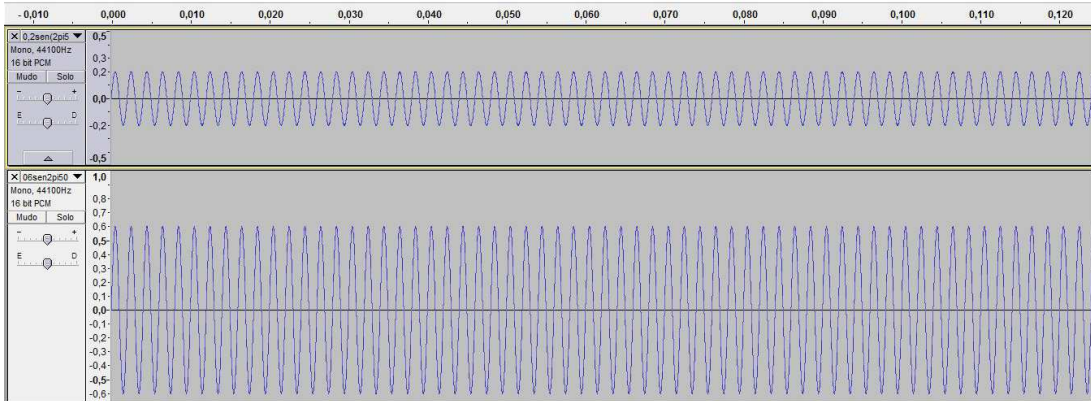 - 0,010 0,000 0,010 0,020 0,030 0,040 0,050 0,060 0,070 0,080 0,090 0,100 0,110 0,120
0,2sen(2pi5
Mono, 44100Hz
16 bit PCM
Mudo Solo
- +
E D
0,5
0,3
0,2
0,0
-0,2
-0,5
06sen2pi50
Mono, 44100Hz
16 bit PCM
Mudo Solo
- +
E D
1,0
0,8
0,7
0,6
0,5
0,4
0,3
0,2
0,1
0,0
-0,1
-0,2
-0,3
-0,4
-0,5
-0,6